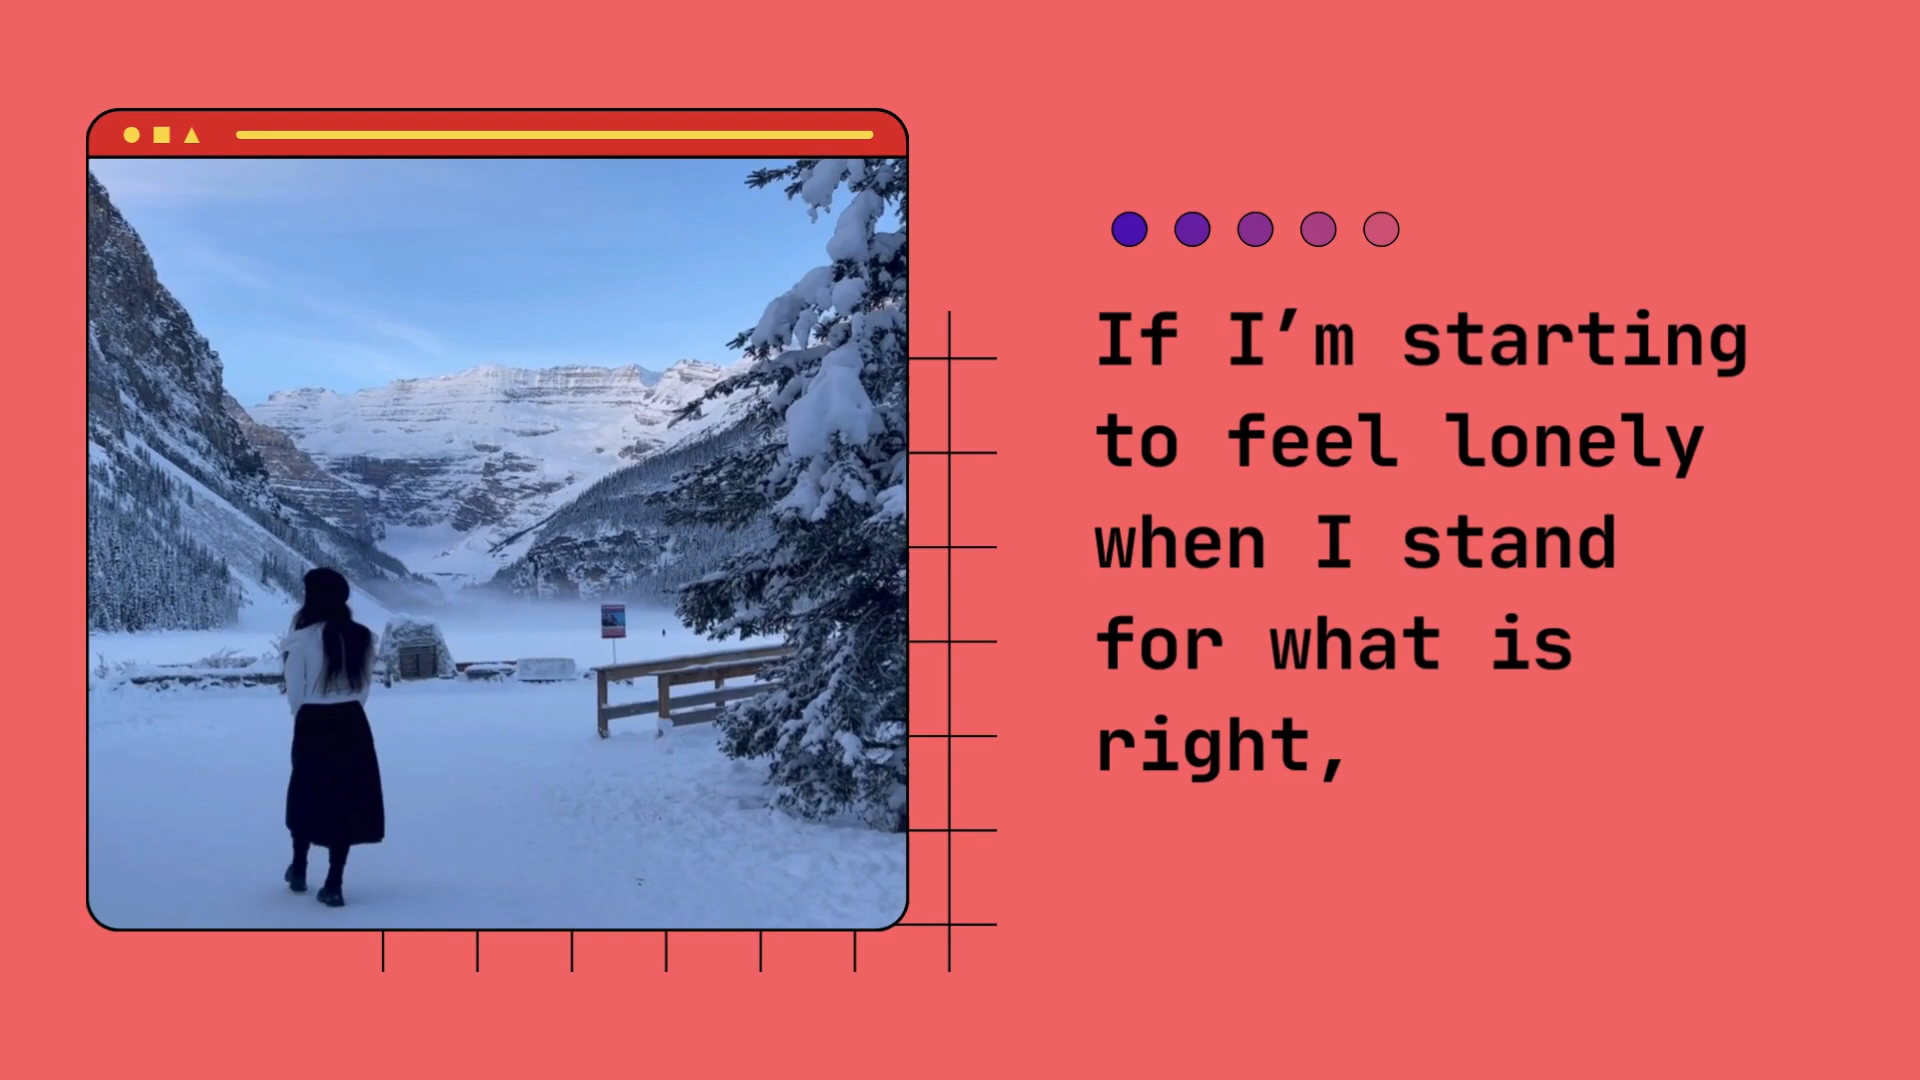 If I’m starting
to feel lonely
when I stand
for what is
right,